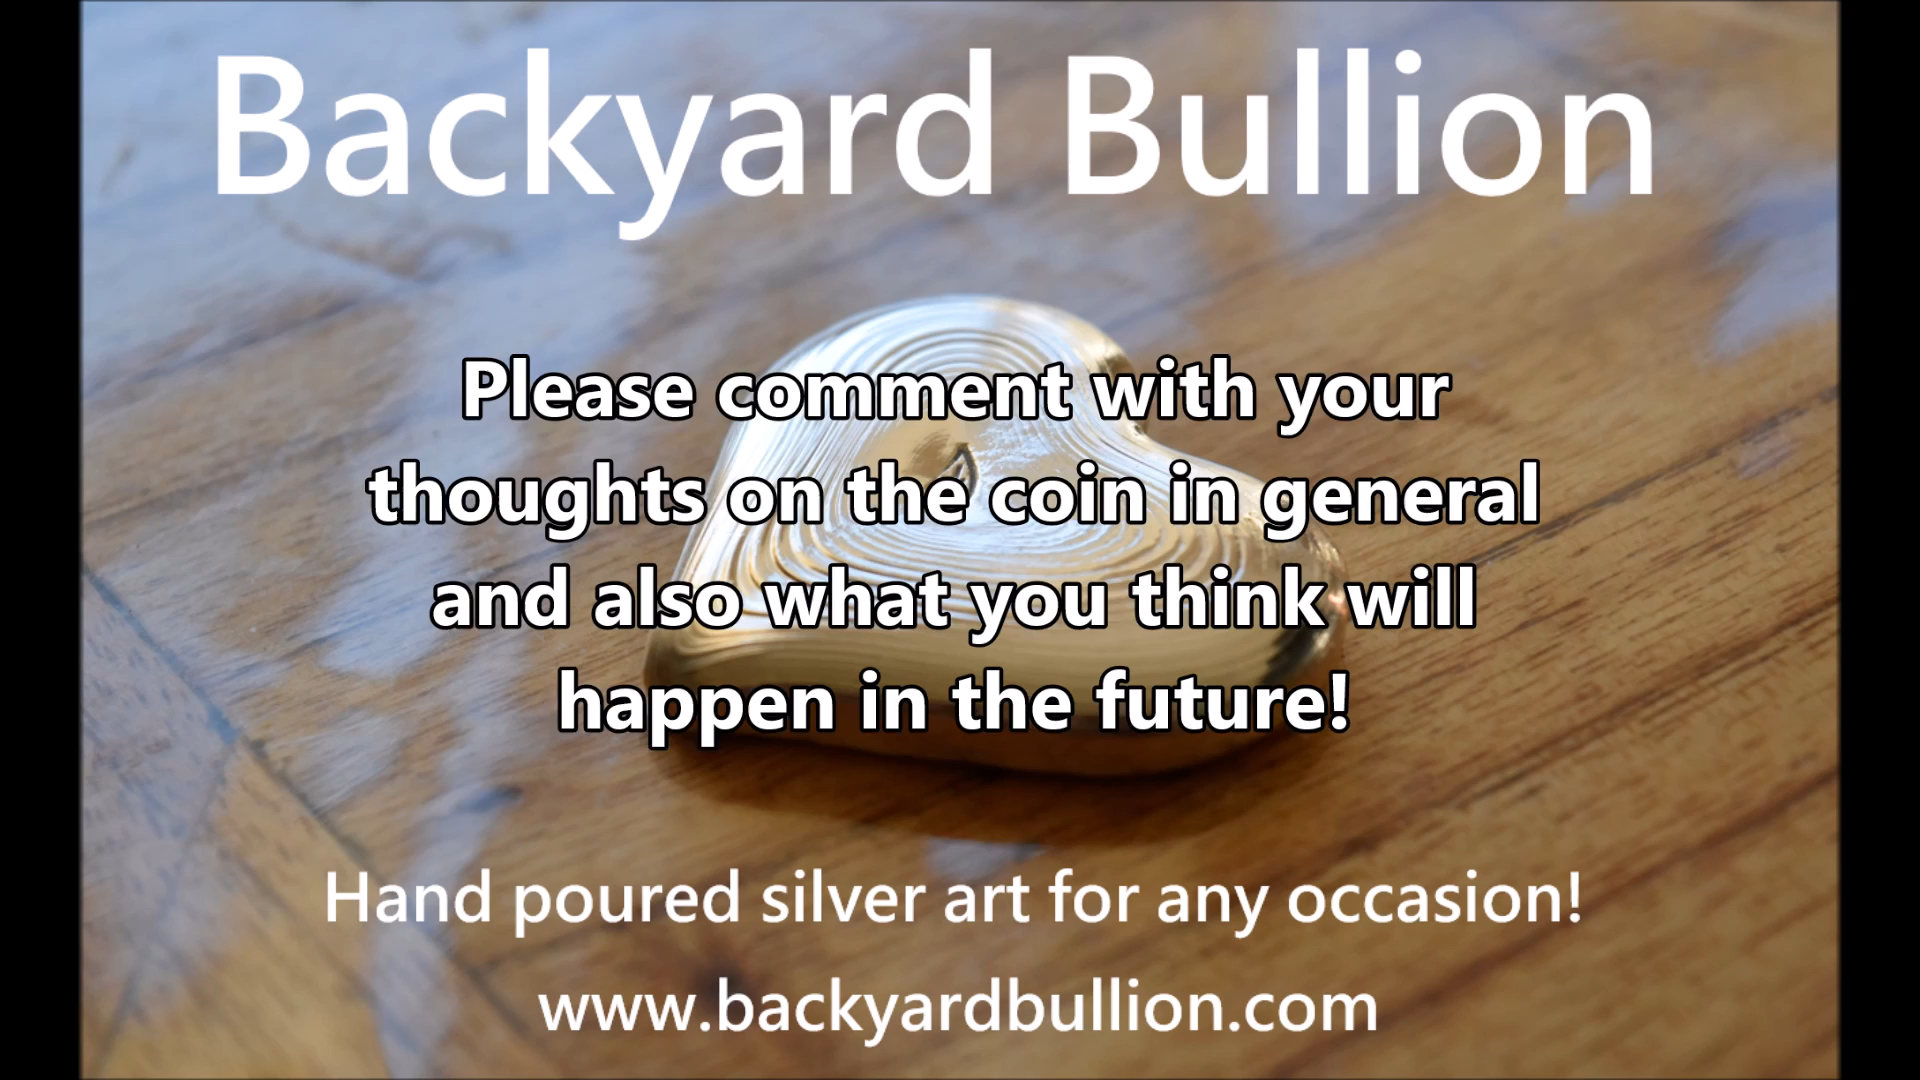 Backyard Bullion
Please comment with your
thoughts on the coin in general
and also what you think will
happen in the future!
Hand poured silver art for any occasion!
www.backyardbullion.com